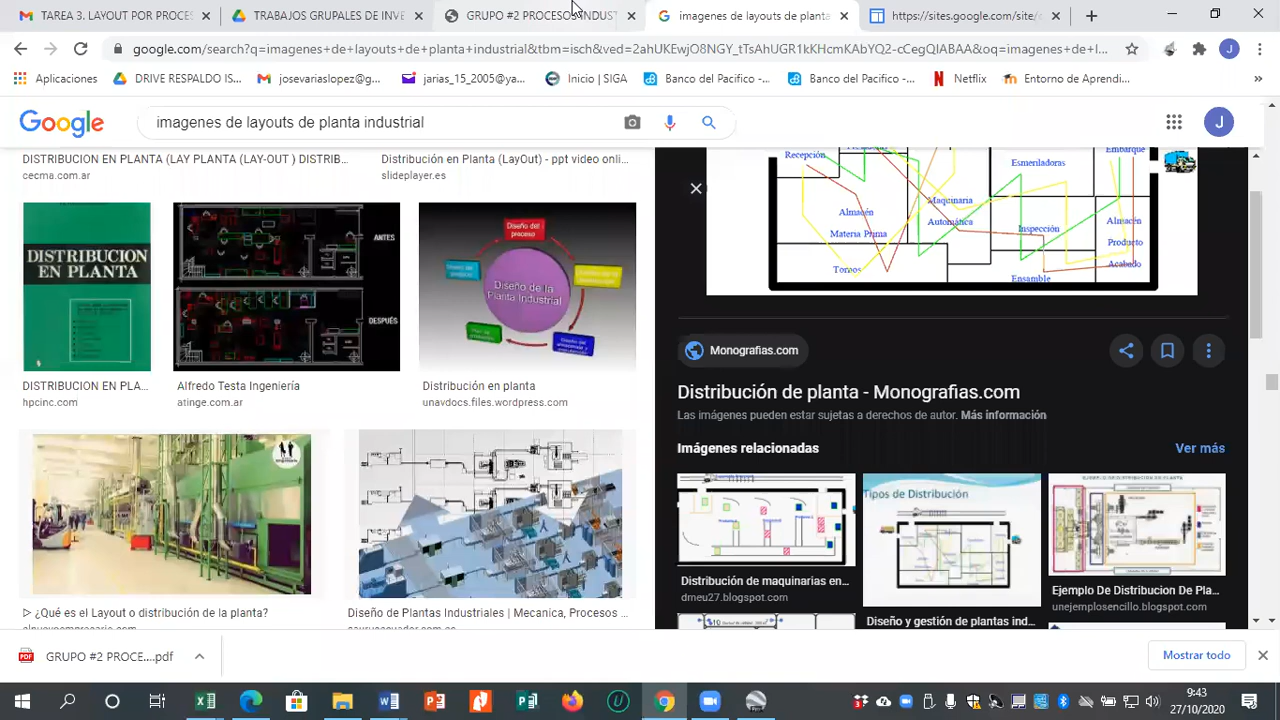 TAREA 3. LAYOUT POR PROCES
TRABAJOS GRUPALES DE INVE
GRUPO #2 PROCESO INDUST
imagenes de layouts de planta
https://sites.google.com/site/
google.com/search?q=imagenes+de+layouts+de+planta+industrial&tbm=isch&ved=2ahUKEwjO8NGY_tTsAhUGR1kKHcmKAbYQ2-cCegQIABAA&oq=imagenes+de+l...
Aplicaciones
DRIVE RESPALDO IS...
josevariaslopez@g...
jarias_15_2005@ya...
Inicio | SIGA
Banco del Pacifico -...
Banco del Pacifico -...
Netflix
Entorno de Aprendi...
Google
imagenes de layouts de planta industrial
J
DISTRIBUCIÓN EN PLANTA (LAY-PLANTA (LAY-OUT ) DISTRIB...
cecma.com.ar
Distribución en Planta (LayOut) - ppt video onli...
slideplayer.es
DISTRIBUCION
EN PLANTA
ANTES
DESPUÉS
Diseño del
proceso
Diseño de la
Planta Industrial
DISTRIBUCION EN PLA...
hpcinc.com
Alfredo Testa Ingeniería
atinge.com.ar
Distribución en planta
unavdocs.files.wordpress.com
▷ ¿Qué es el Layout o distribución de la planta?
Diseño de Plantas Industriales | Mecanica, Procesos ...
Recepción
Esmeriladoras
Embarque
Maquinaria
Automática
Almacén
Materia Prima
Inspección
Almacén
Producto
Acabado
Tornos
Ensamble
Monografias.com
Distribución de planta - Monografias.com
Las imágenes pueden estar sujetas a derechos de autor. Más información
Imágenes relacionadas
Ver más
Tipos de Distribución
Distribución de maquinarias en...
dmeu27.blogspot.com
Diseño y gestión de plantas ind...
Ejemplo De Distribucion De Pla...
unejemplosencillo.blogspot.com
GRUPO #2 PROCE....pdf
Mostrar todo
9:43
27/10/2020